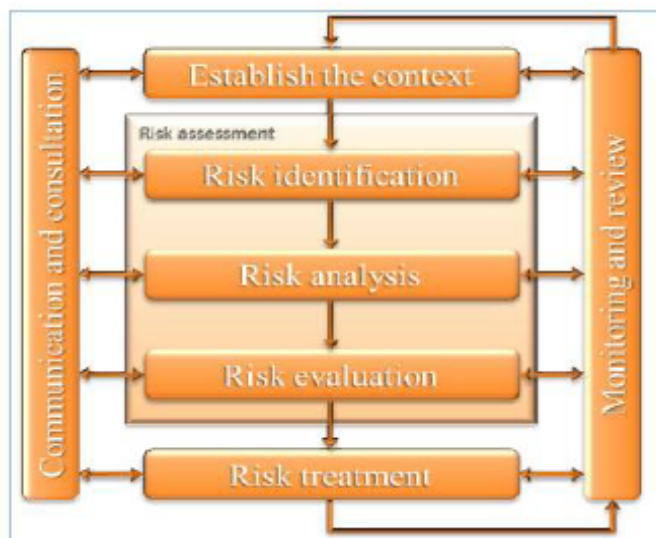 Establish the context
Risk assessment
Risk identification
Risk analysis
Risk evaluation
Risk treatment
Communication and consultation
Monitoring and review